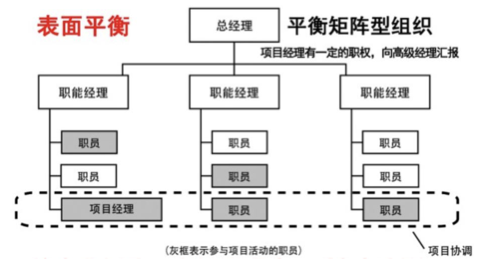 表面平衡
总经理
平衡矩阵型组织
项目经理有一定的职权，向高级经理汇报
职能经理
职能经理
职能经理
职员
职员
职员
职员
职员
职员
项目经理
职员
职员
（灰框表示参与项目活动的职员）
项目协调